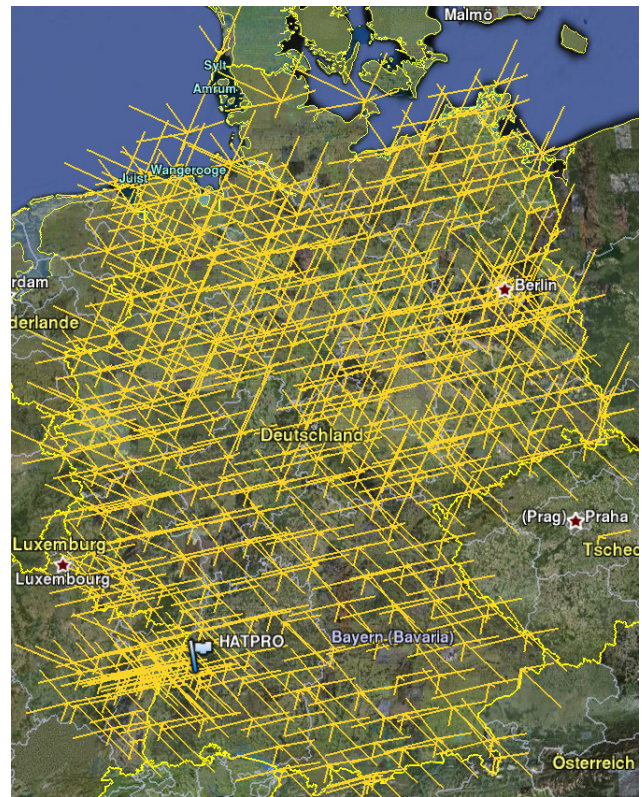 Malmö
Sylt
Amrum
Wangerooge
Juist
rdam
Berlin
derlande
Deutschland
(Prag)
Praha
Luxemburg
Tschec
Luxembourg
HATPRO
Bayern (Bavaria)
Österreich